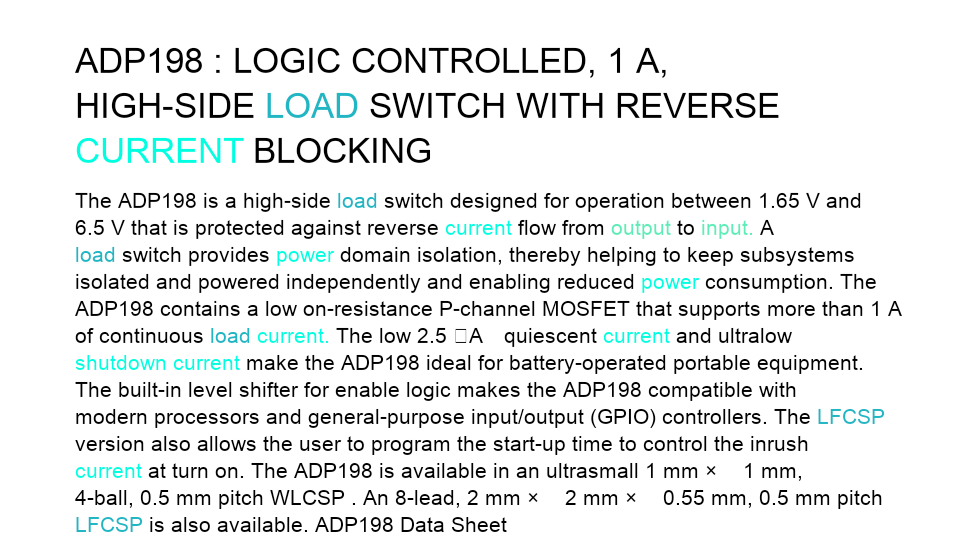 ADP198 : LOGIC CONTROLLED, 1 A,
HIGH-SIDE LOAD SWITCH WITH REVERSE
CURRENT BLOCKING
The ADP198 is a high-side load switch designed for operation between 1.65 V and
6.5 V that is protected against reverse current flow from output to input. A
load switch provides power domain isolation, thereby helping to keep subsystems
isolated and powered independently and enabling reduced power consumption. The
ADP198 contains a low on-resistance P-channel MOSFET that supports more than 1 A
of continuous load current. The low 2.5 □A quiescent current and ultralow
shutdown current make the ADP198 ideal for battery-operated portable equipment.
The built-in level shifter for enable logic makes the ADP198 compatible with
modern processors and general-purpose input/output (GPIO) controllers. The LFCSP
version also allows the user to program the start-up time to control the inrush
current at turn on. The ADP198 is available in an ultrasmall 1 mm × 1 mm,
4-ball, 0.5 mm pitch WLCSP . An 8-lead, 2 mm × 2 mm × 0.55 mm, 0.5 mm pitch
LFCSP is also available. ADP198 Data Sheet